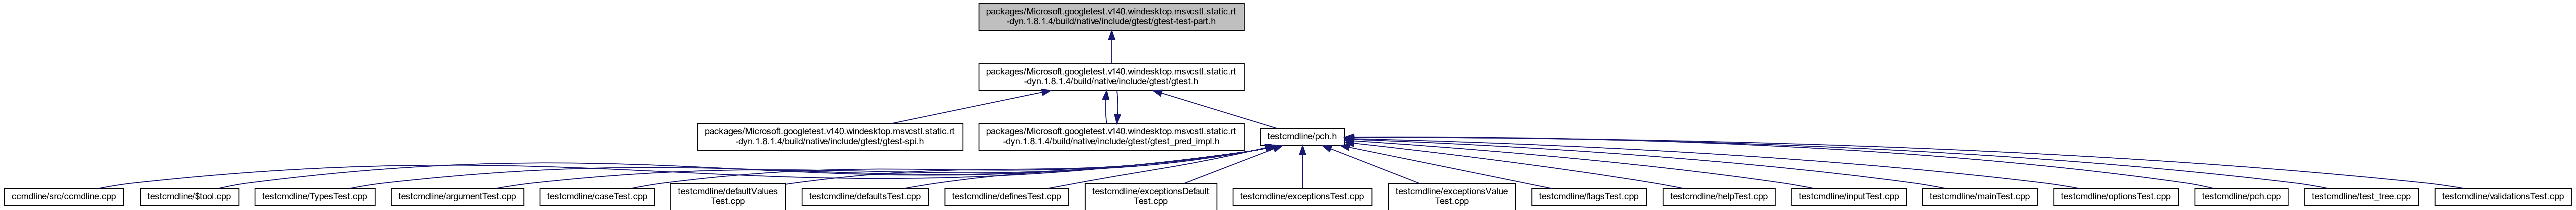 packages/Microsoft.googletest.v140.windesktop.msvcstl.static.rt
-dyn.1.8.1.4/build/native/include/gtest/gtest-test-part.h
packages/Microsoft.googletest.v140.windesktop.msvcstl.static.rt
-dyn.1.8.1.4/build/native/include/gtest/gtest.h
packages/Microsoft.googletest.v140.windesktop.msvcstl.static.rt
-dyn.1.8.1.4/build/native/include/gtest/gtest-spi.h
packages/Microsoft.googletest.v140.windesktop.msvcstl.static.rt
-dyn.1.8.1.4/build/native/include/gtest/gtest_pred_impl.h
testcmdline/pch.h
ccmdline/src/ccmdline.cpp
testcmdline/$tool.cpp
testcmdline/TypesTest.cpp
testcmdline/argumentTest.cpp
testcmdline/caseTest.cpp
testcmdline/defaultValues
Test.cpp
testcmdline/defaultsTest.cpp
testcmdline/definesTest.cpp
testcmdline/exceptionsDefault
Test.cpp
testcmdline/exceptionsTest.cpp
testcmdline/exceptionsValue
Test.cpp
testcmdline/flagsTest.cpp
testcmdline/helpTest.cpp
testcmdline/inputTest.cpp
testcmdline/mainTest.cpp
testcmdline/optionsTest.cpp
testcmdline/pch.cpp
testcmdline/test_tree.cpp
testcmdline/validationsTest.cpp